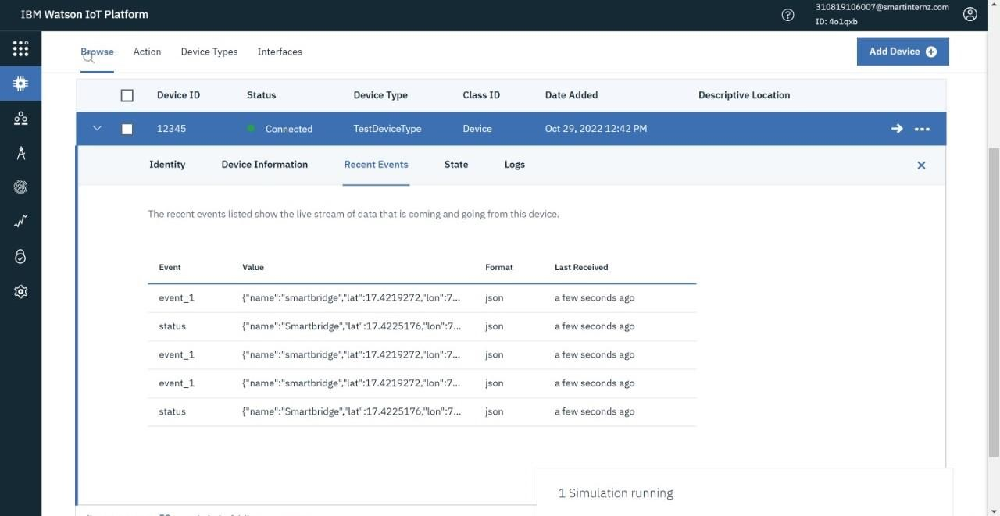 IBM Watson IoT Platform
310819106007@smartinternz.com
ID: 4o1qxb
Browse Action Device Types Interfaces
Add Device
Device ID Status Device Type Class ID Date Added Descriptive Location
12345 Connected TestDeviceType Device Oct 29, 2022 12:42 PM
Identity Device Information Recent Events State Logs
The recent events listed show the live stream of data that is coming and going from this device.
Event Value Format Last Received
event_1 {"name":"smartbridge","lat":17.4219272,"lon":7... json a few seconds ago
status {"name":"Smartbridge","lat":17.4225176,"lon":7... json a few seconds ago
event_1 {"name":"smartbridge","lat":17.4219272,"lon":7... json a few seconds ago
event_1 {"name":"smartbridge","lat":17.4219272,"lon":7... json a few seconds ago
status {"name":"Smartbridge","lat":17.4225176,"lon":7... json a few seconds ago
1 Simulation running